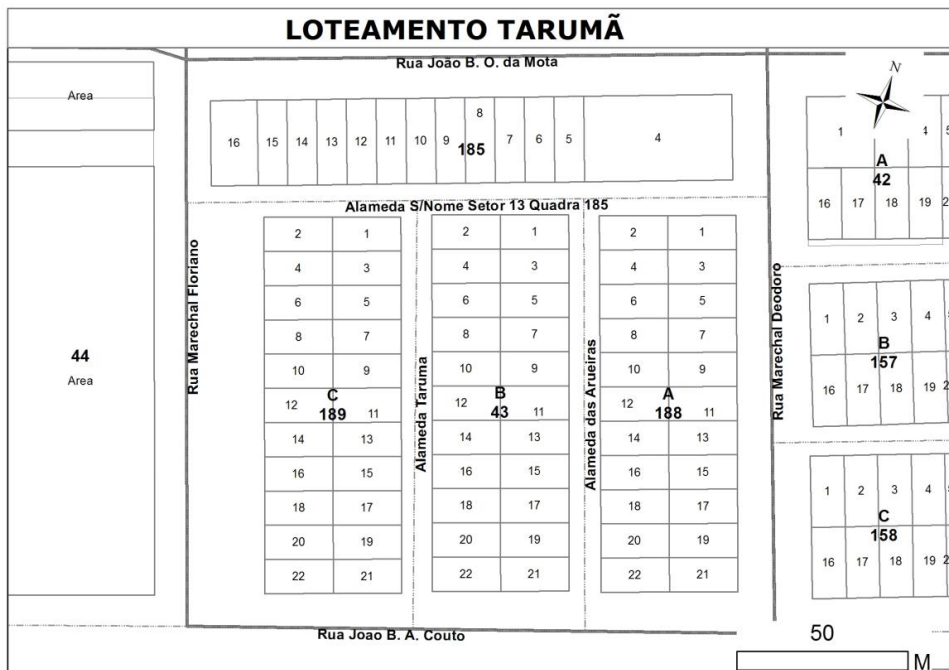 LOTEAMENTO TARUMÃ
Rua João B. O. da Mota
Area
N
16 15 14 13 12 11 10 9 8 7 6 5 4
185
1 4 5
A
42
16 17 18 19 2
Alameda S/Nome Setor 13 Quadra 185
Rua Marechal Floriano
Alameda Taruma
Alameda das Arueiras
Rua Marechal Deodoro
44
Area
2 1
4 3
6 5
8 7
10 9
12 11
C
189
14 13
16 15
18 17
20 19
22 21
2 1
4 3
6 5
8 7
10 9
12 11
B
43
14 13
16 15
18 17
20 19
22 21
2 1
4 3
6 5
8 7
10 9
12 11
A
188
14 13
16 15
18 17
20 19
22 21
1 2 3 4
B
157
16 17 18 19 2
1 2 3 4
C
158
16 17 18 19 2
Rua Joao B. A. Couto
50
M